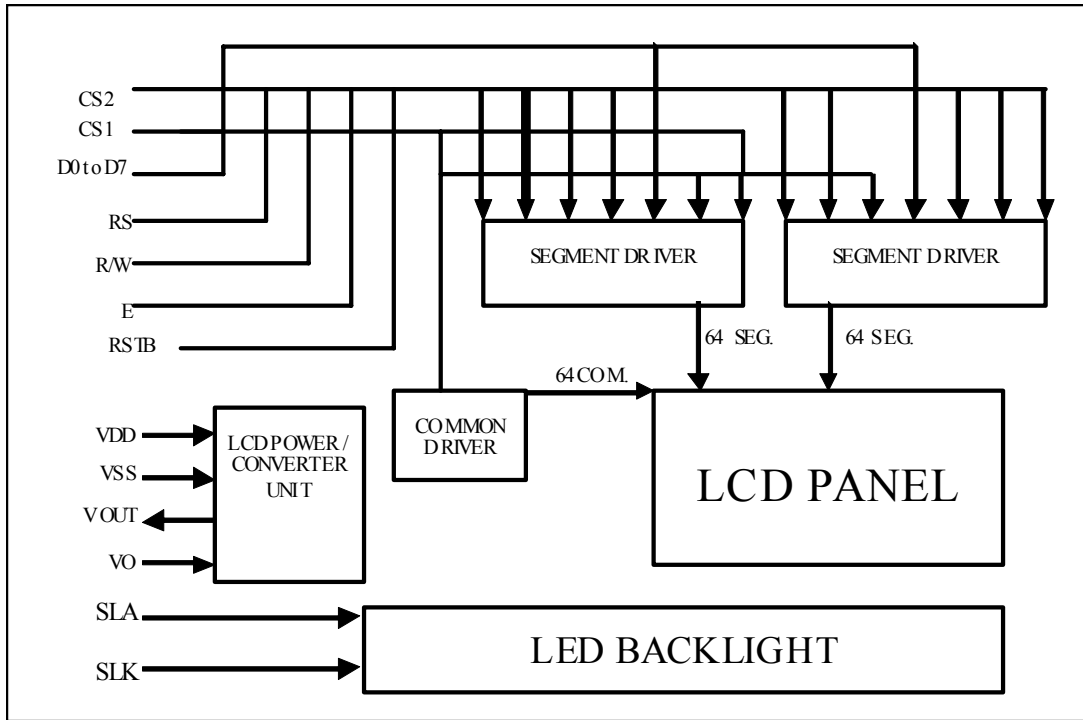 CS2
CS1
D0 to D7
RS
R/W
E
RSTB
SEGMENT DRIVER
SEGMENT DRIVER
64 SEG.
64 SEG.
64 COM.
COMMON
DRIVER
LCD PANEL
VDD
VSS
VOUT
VO
LCD POWER /
CONVERTER
UNIT
SLA
SLK
LED BACKLIGHT